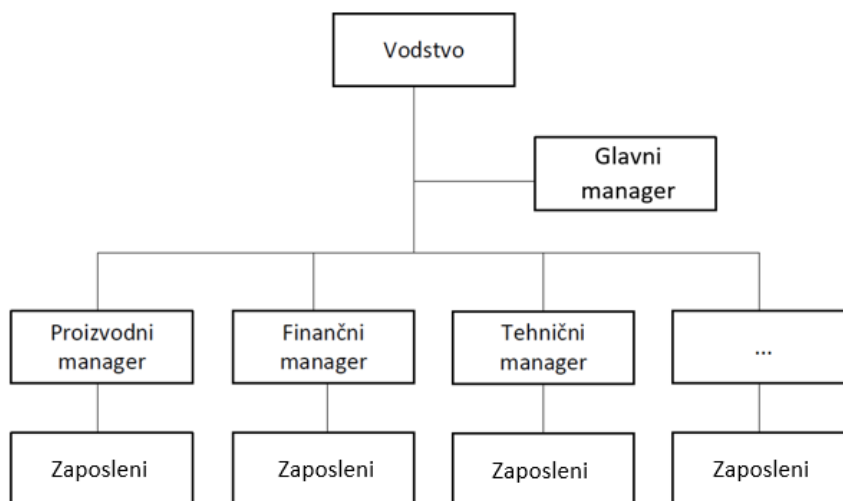 Vodstvo
Glavni
manager
Proizvodni
manager
Finančni
manager
Tehnični
manager
...
Zaposleni
Zaposleni
Zaposleni
Zaposleni